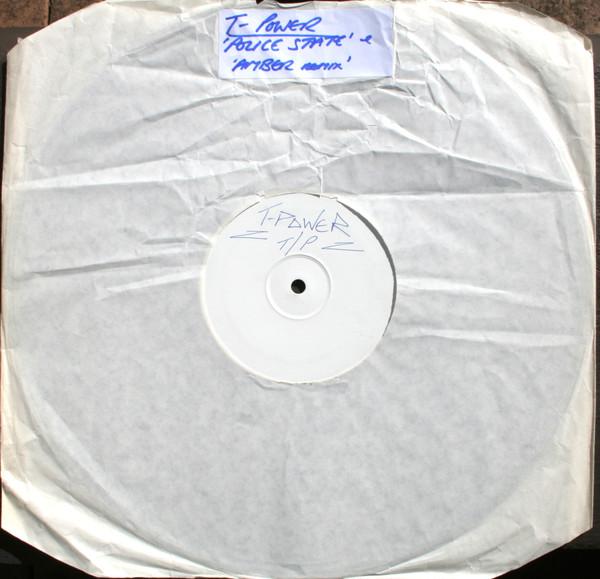 T-POWER
'POLICE STATE' &
'AMBER REMIX'
T-POWER
T/P